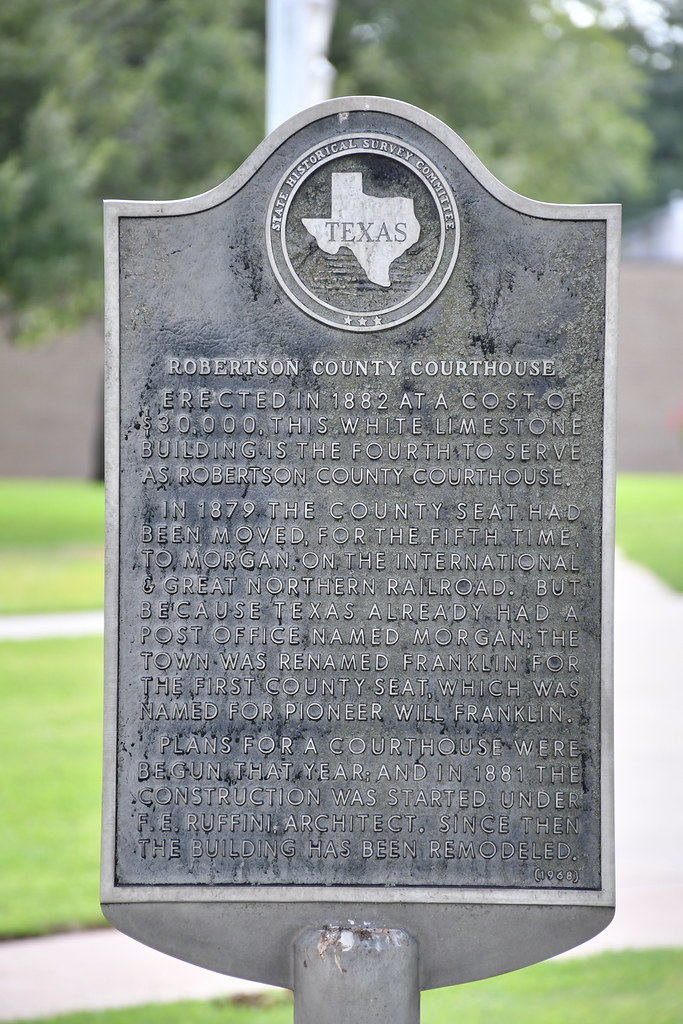 STATE HISTORICAL SURVEY COMMITTEE
TEXAS
ROBERTSON COUNTY COURTHOUSE
ERECTED IN 1882 AT A COST OF
$30,000, THIS WHITE LIMESTONE
BUILDING IS THE FOURTH TO SERVE
AS ROBERTSON COUNTY COURTHOUSE.
IN 1879 THE COUNTY SEAT HAD
BEEN MOVED, FOR THE FIFTH TIME,
TO MORGAN, ON THE INTERNATIONAL
& GREAT NORTHERN RAILROAD. BUT
BECAUSE TEXAS ALREADY HAD A
POST OFFICE NAMED MORGAN, THE
TOWN WAS RENAMED FRANKLIN FOR
THE FIRST COUNTY SEAT, WHICH WAS
NAMED FOR PIONEER WILL FRANKLIN.
PLANS FOR A COURTHOUSE WERE
BEGUN THAT YEAR; AND IN 1881 THE
CONSTRUCTION WAS STARTED UNDER
F. E. RUFFINI, ARCHITECT. SINCE THEN
THE BUILDING HAS BEEN REMODELED.
(1968)